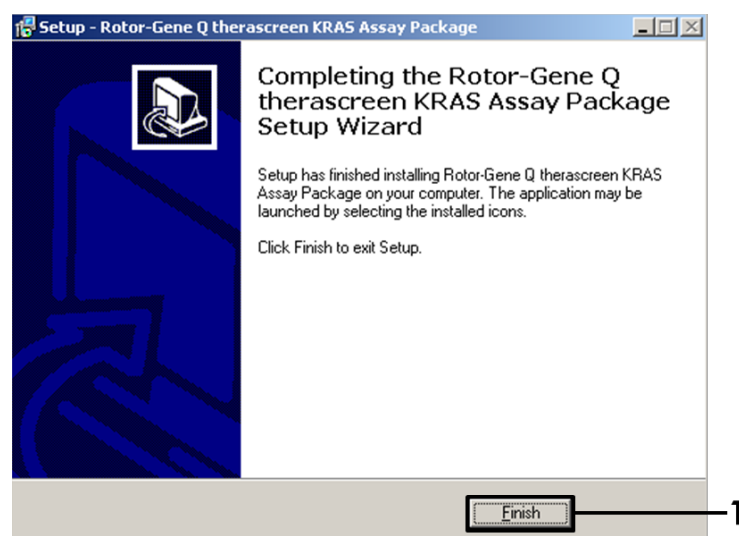 Setup - Rotor-Gene Q therascreen KRAS Assay Package
Completing the Rotor-Gene Q
therascreen KRAS Assay Package
Setup Wizard
Setup has finished installing Rotor-Gene Q therascreen KRAS
Assay Package on your computer. The application may be
launched by selecting the installed icons.
Click Finish to exit Setup.
Finish
1